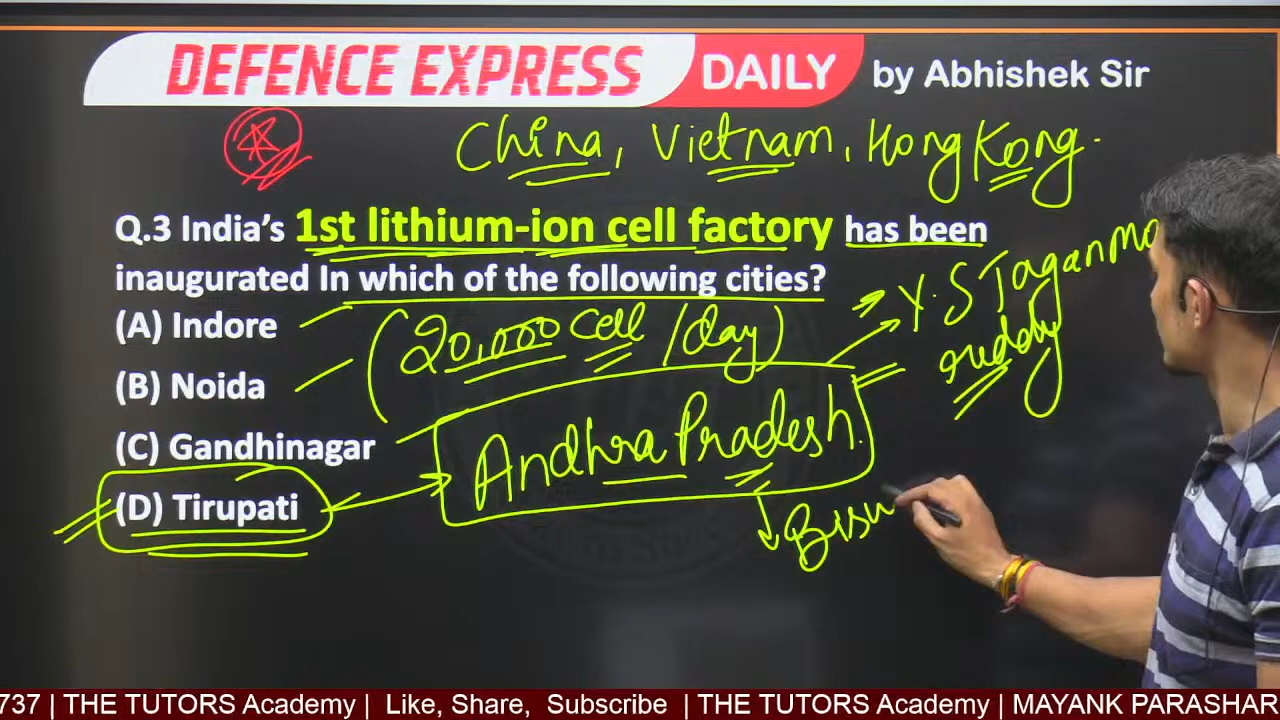 DEFENCE EXPRESS DAILY by Abhishek Sir
China, Vietnam, Hong Kong.
Q.3 India's 1st lithium-ion cell factory has been
inaugurated In which of the following cities?
(A) Indore
(20,000 cell /day)
Y.S Jaganmo
reddy
(B) Noida
(C) Gandhinagar
Andhra Pradesh.
(D) Tirupati
737 | THE TUTORS Academy | Like, Share, Subscribe | THE TUTORS Academy | MAYANK PARASHAR